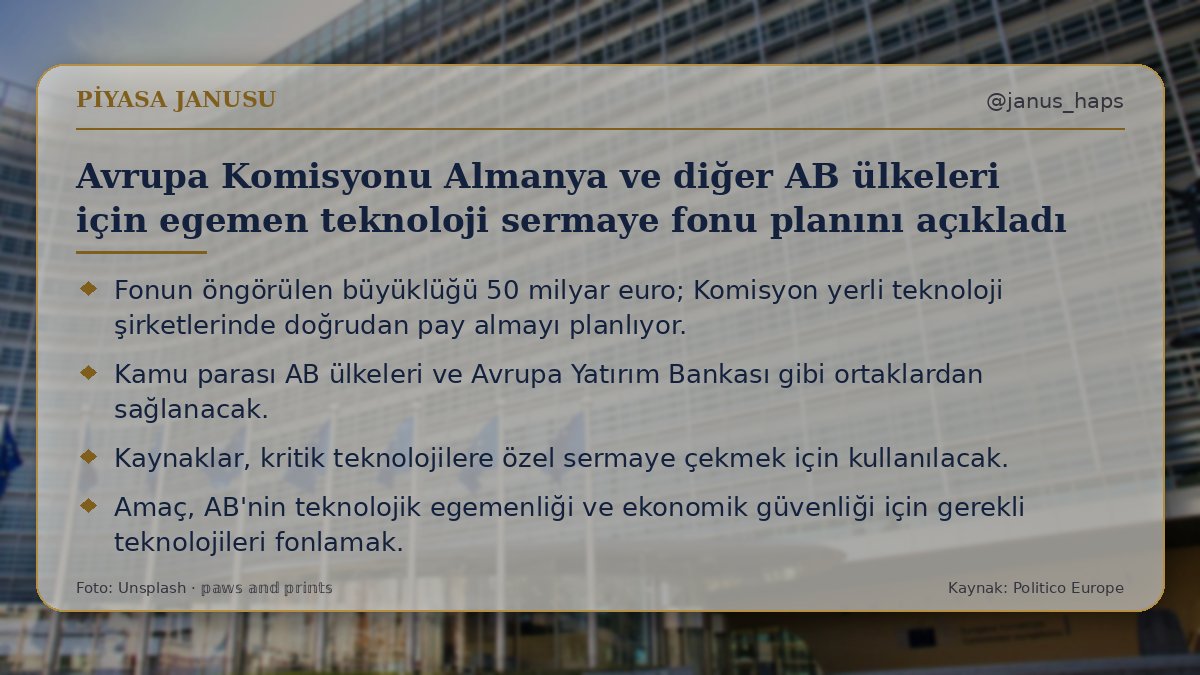 PİYASA JANUSU
@janus_haps
Avrupa Komisyonu Almanya ve diğer AB ülkeleri
için egemen teknoloji sermaye fonu planını açıkladı
Fonun öngörülen büyüklüğü 50 milyar euro; Komisyon yerli teknoloji
şirketlerinde doğrudan pay almayı planlıyor.
Kamu parası AB ülkeleri ve Avrupa Yatırım Bankası gibi ortaklardan
sağlanacak.
Kaynaklar, kritik teknolojilere özel sermaye çekmek için kullanılacak.
Amaç, AB'nin teknolojik egemenliği ve ekonomik güvenliği için gerekli
teknolojileri fonlamak.
Foto: Unsplash · paws and prints
Kaynak: Politico Europe